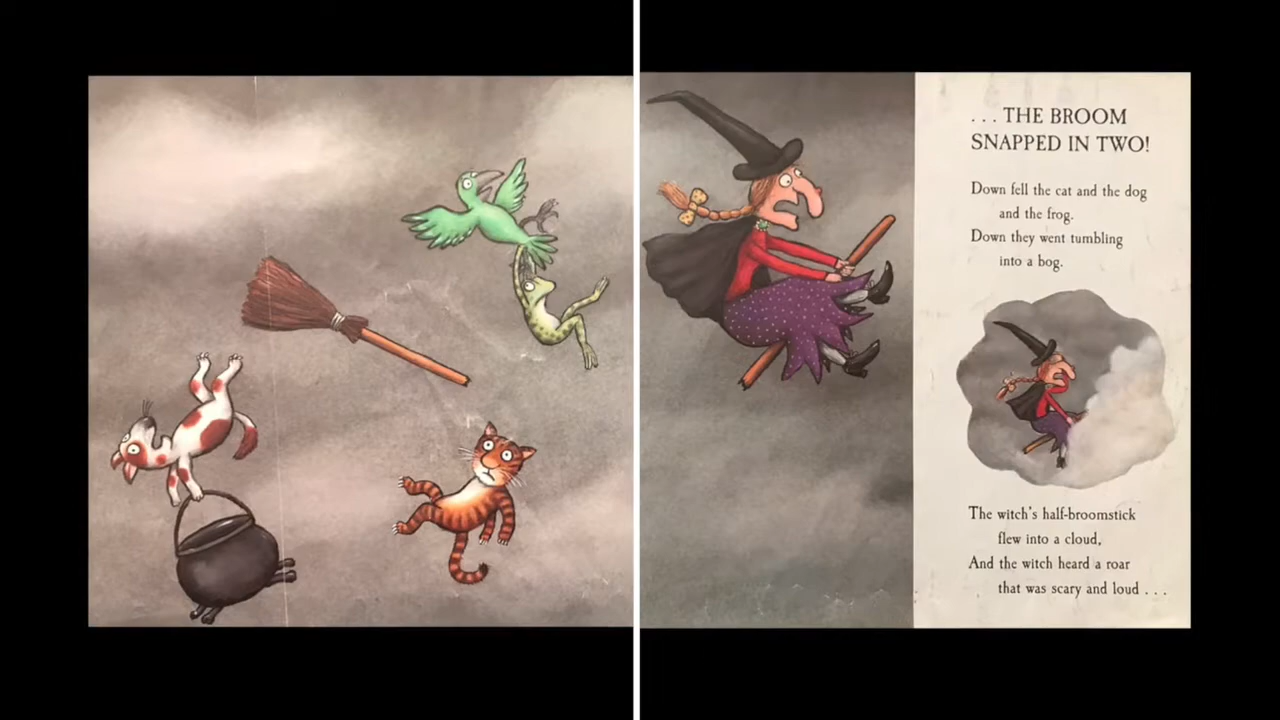 . . . THE BROOM
SNAPPED IN TWO!
Down fell the cat and the dog
and the frog.
Down they went tumbling
into a bog.
The witch's half-broomstick
flew into a cloud,
And the witch heard a roar
that was scary and loud . . .